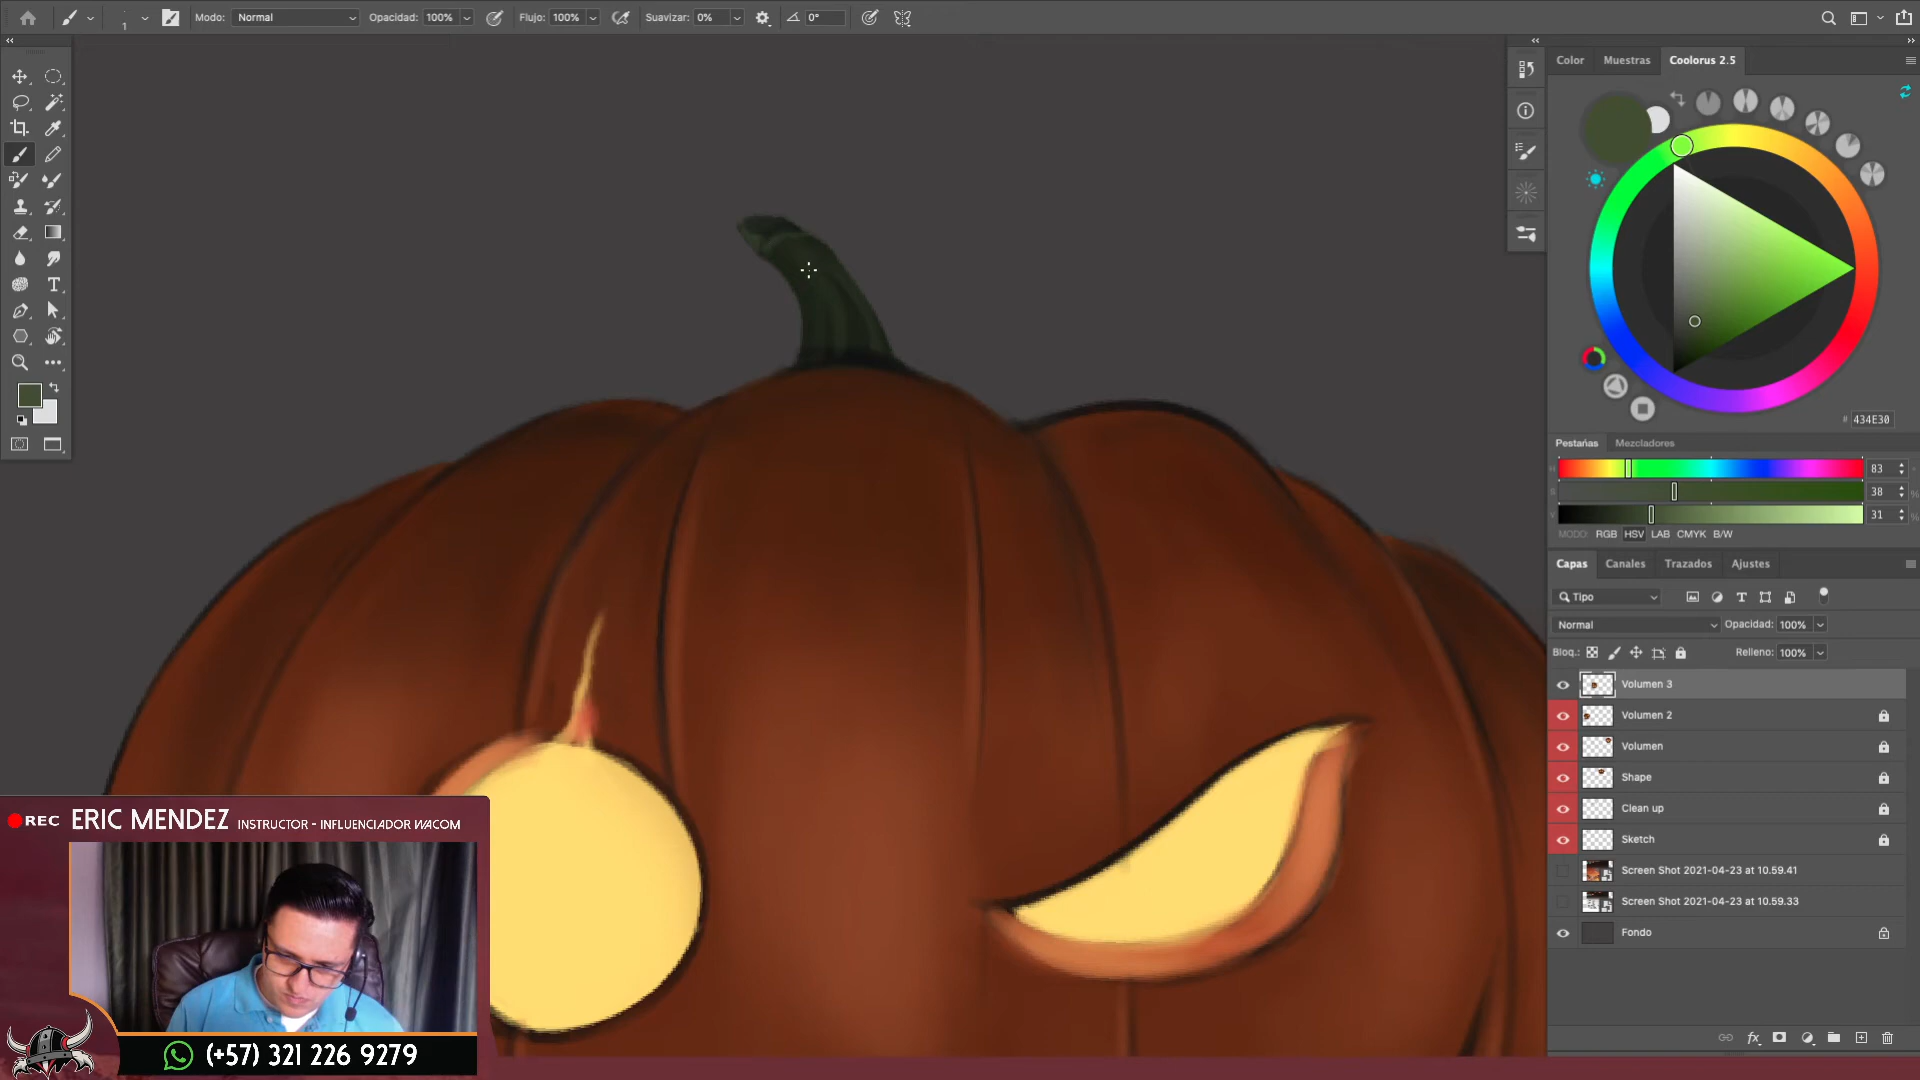 1
Modo: Normal
Opacidad: 100%
Flujo: 100%
Suavizar: 0%
0°
Color
Muestras
Coolorus 2.5
# 434E30
Pestañas
Mezcladores
H 83 °
S 38 %
V 31 %
MODO: RGB HSV LAB CMYK B/W
Capas
Canales
Trazados
Ajustes
Tipo
Normal
Opacidad: 100%
Bloq.:
Relleno: 100%
Volumen 3
Volumen 2
Volumen
Shape
Clean up
Sketch
Screen Shot 2021-04-23 at 10.59.41
Screen Shot 2021-04-23 at 10.59.33
Fondo
REC ERIC MENDEZ INSTRUCTOR - INFLUENCIADOR WACOM
(+57) 321 226 9279